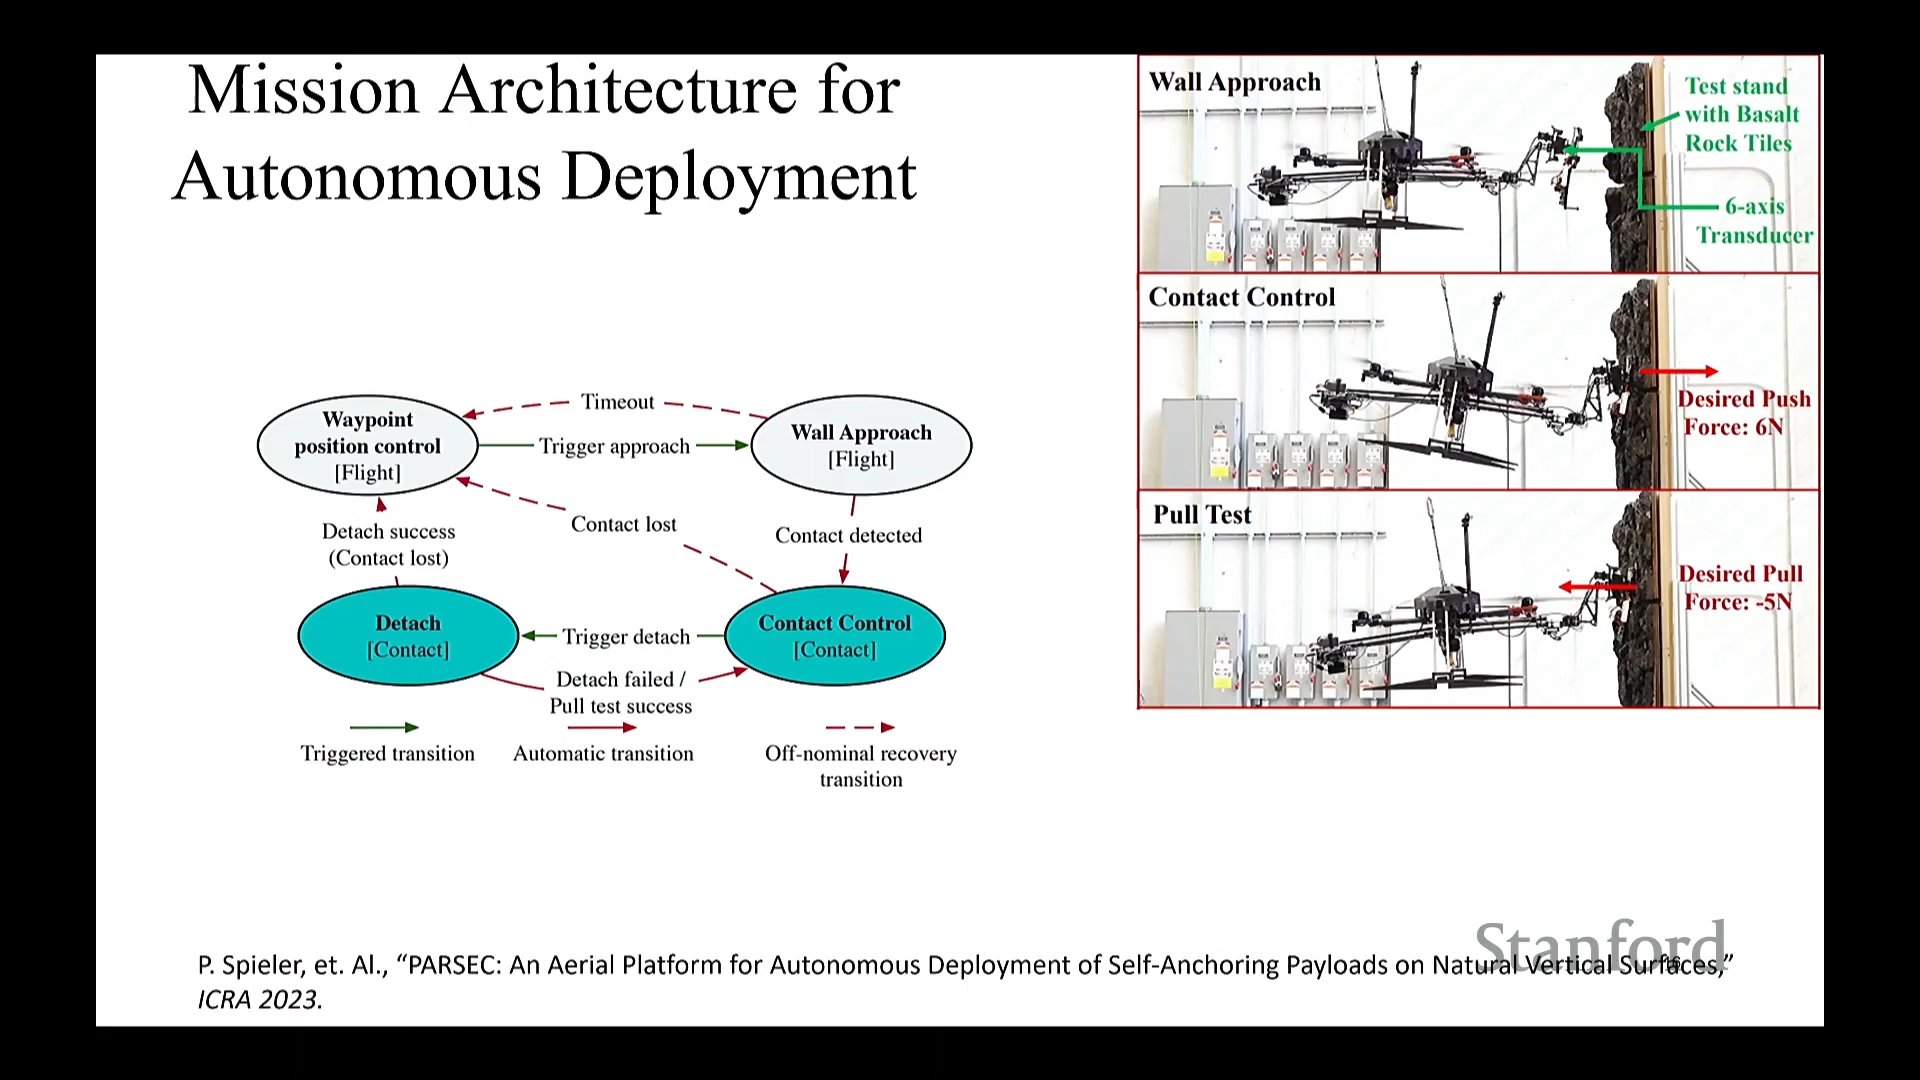 Mission Architecture for
Autonomous Deployment
Waypoint
position control
[Flight]
Timeout
Trigger approach
Wall Approach
[Flight]
Detach success
(Contact lost)
Contact lost
Contact detected
Detach
[Contact]
Trigger detach
Contact Control
[Contact]
Detach failed /
Pull test success
Triggered transition
Automatic transition
Off-nominal recovery
transition
Wall Approach
Test stand
with Basalt
Rock Tiles
6-axis
Transducer
Contact Control
Desired Push
Force: 6N
Pull Test
Desired Pull
Force: -5N
Stanford
P. Spieler, et. Al., “PARSEC: An Aerial Platform for Autonomous Deployment of Self-Anchoring Payloads on Natural Vertical Surfaces,”
ICRA 2023.